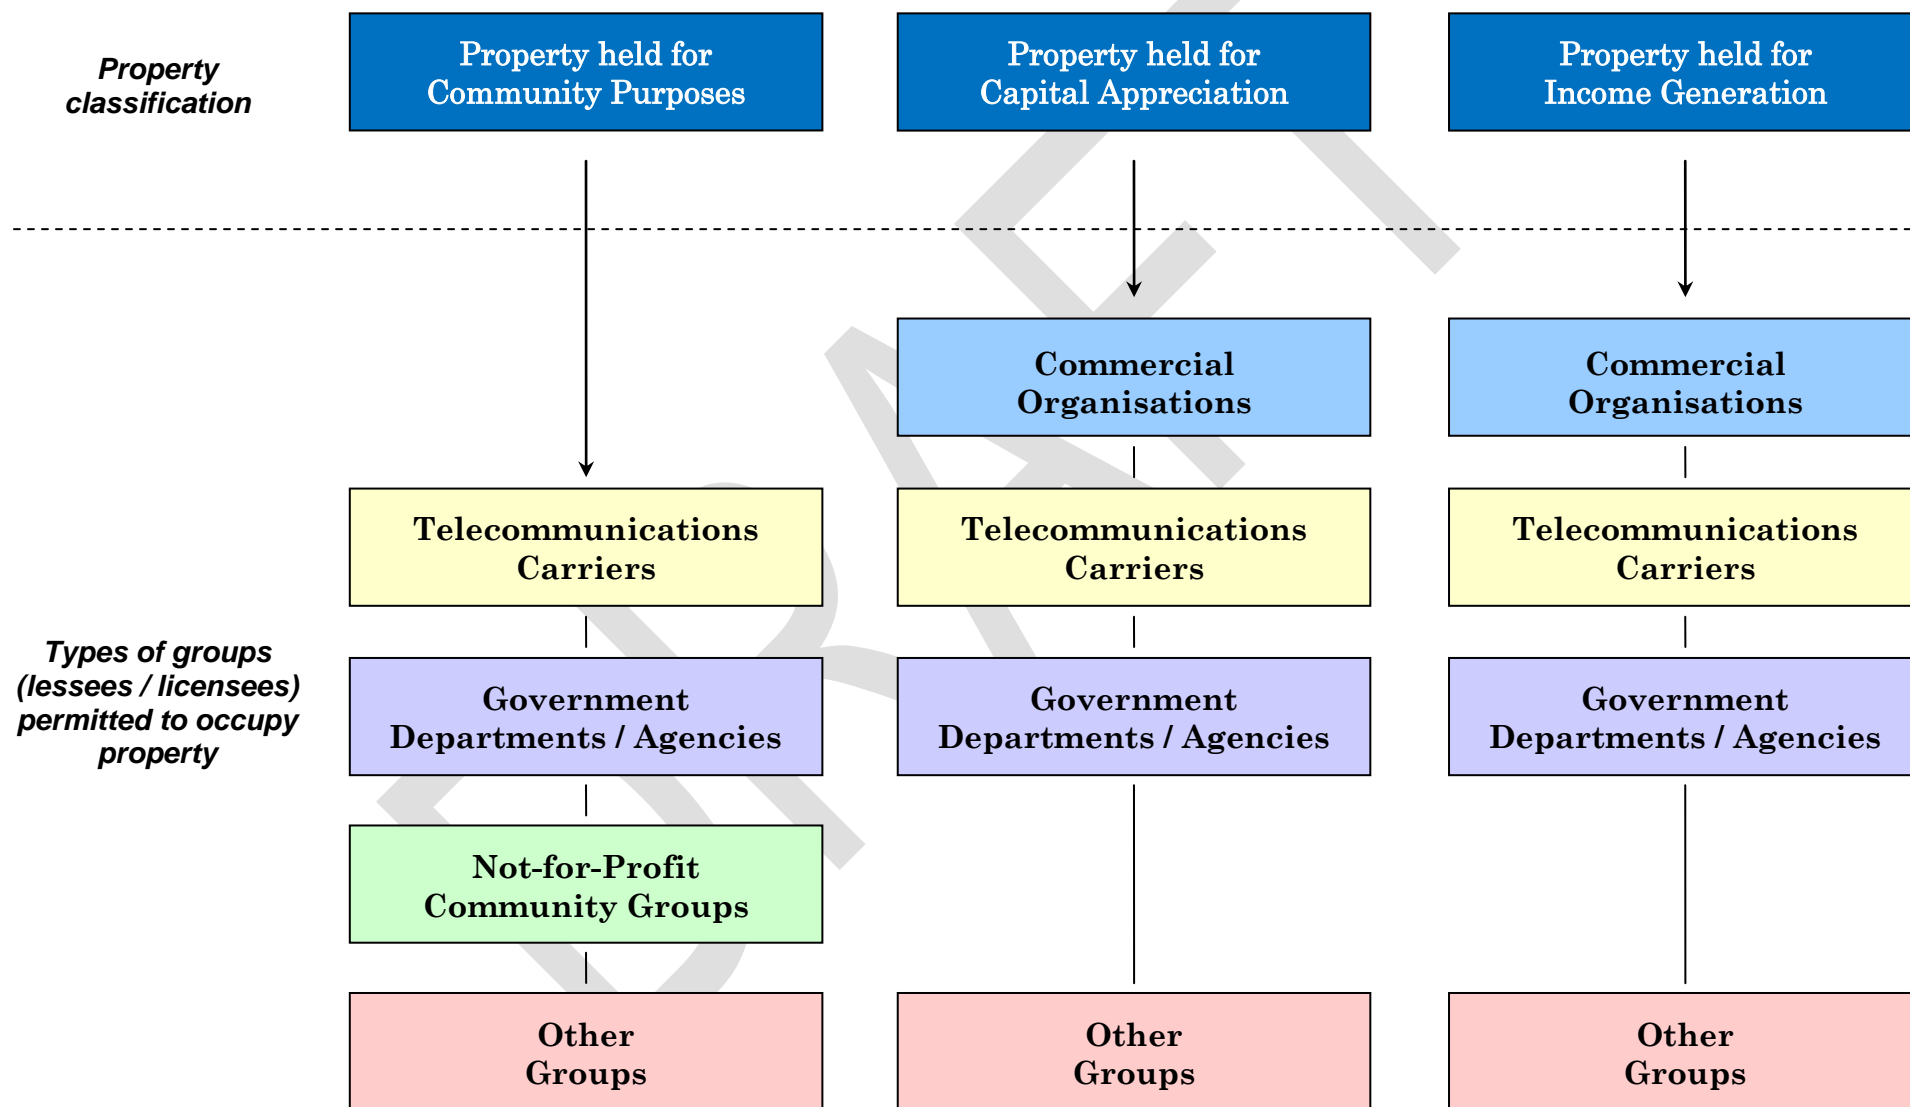 Property
classification
Property held for
Community Purposes
Property held for
Capital Appreciation
Property held for
Income Generation
Types of groups
(lessees / licensees)
permitted to occupy
property
Commercial
Organisations
Commercial
Organisations
Telecommunications
Carriers
Telecommunications
Carriers
Telecommunications
Carriers
Government
Departments / Agencies
Government
Departments / Agencies
Government
Departments / Agencies
Not-for-Profit
Community Groups
Other
Groups
Other
Groups
Other
Groups
DRAFT